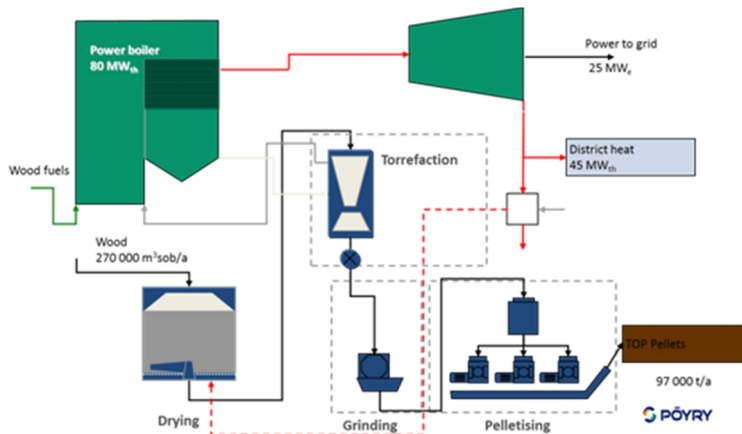 Power boiler
80 MWth
Power to grid
25 MWe
Wood fuels
Torrefaction
District heat
45 MWth
Wood
270 000 m³sob/a
TOP Pellets
97 000 t/a
Drying
Grinding
Pelletising
PÖYRY